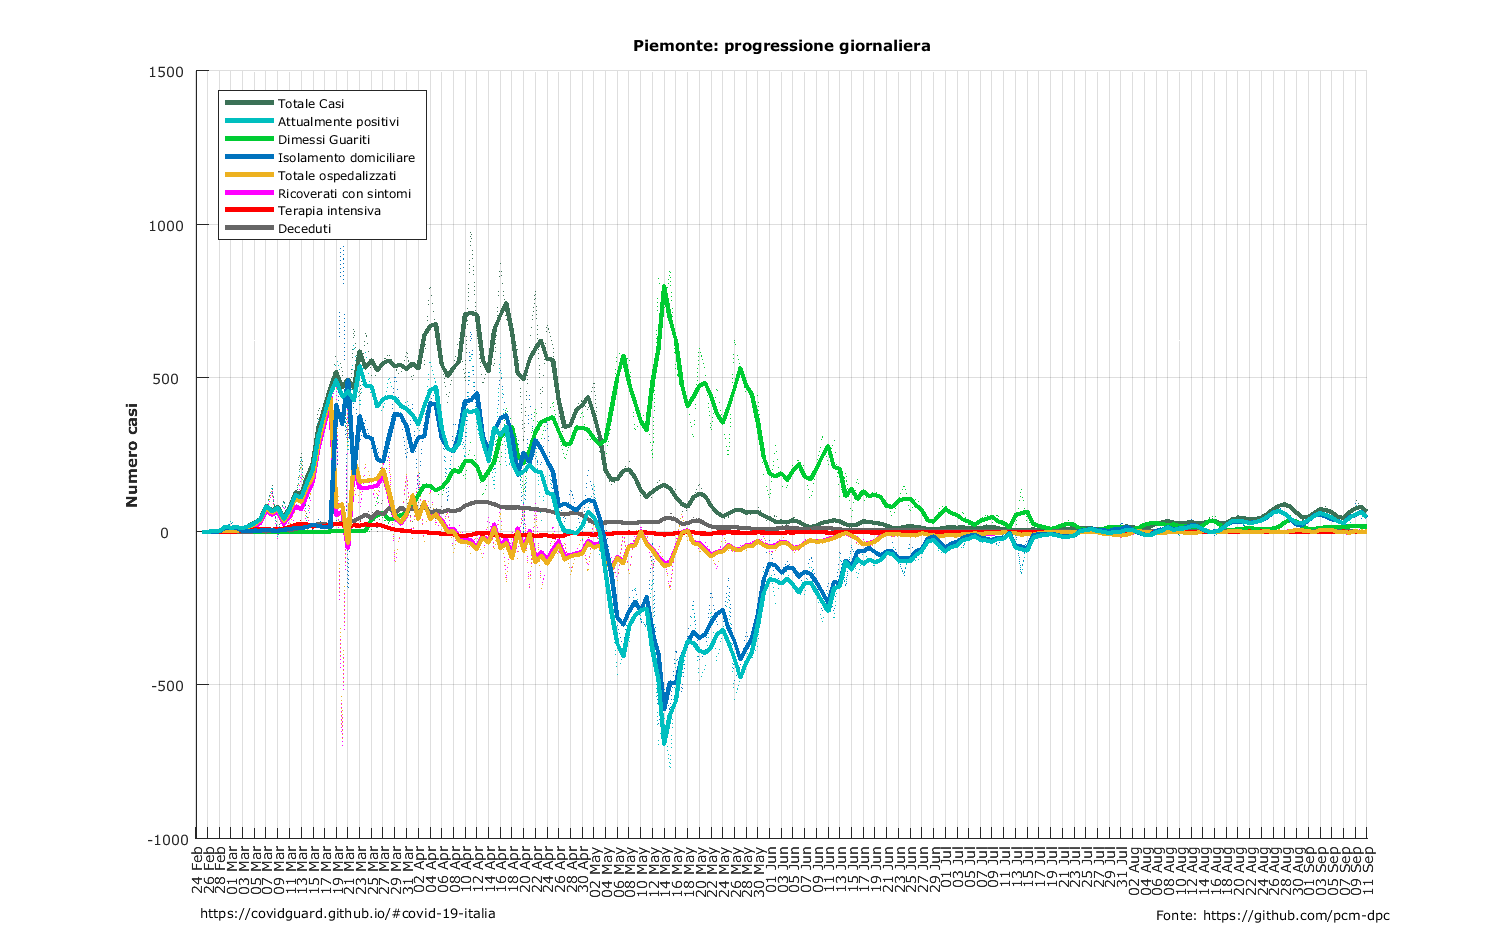 Piemonte: progressione giornaliera
1500
1000
500
0
-500
-1000
Numero casi
Totale Casi
Attualmente positivi
Dimessi Guariti
Isolamento domiciliare
Totale ospedalizzati
Ricoverati con sintomi
Terapia intensiva
Deceduti
24 Feb
26 Feb
28 Feb
01 Mar
03 Mar
05 Mar
07 Mar
09 Mar
11 Mar
13 Mar
15 Mar
17 Mar
19 Mar
21 Mar
23 Mar
25 Mar
27 Mar
29 Mar
31 Mar
02 Apr
04 Apr
06 Apr
08 Apr
10 Apr
12 Apr
14 Apr
16 Apr
18 Apr
20 Apr
22 Apr
24 Apr
26 Apr
28 Apr
30 Apr
02 May
04 May
06 May
08 May
10 May
12 May
14 May
16 May
18 May
20 May
22 May
24 May
26 May
28 May
30 May
01 Jun
03 Jun
05 Jun
07 Jun
09 Jun
11 Jun
13 Jun
15 Jun
17 Jun
19 Jun
21 Jun
23 Jun
25 Jun
27 Jun
29 Jun
01 Jul
03 Jul
05 Jul
07 Jul
09 Jul
11 Jul
13 Jul
15 Jul
17 Jul
19 Jul
21 Jul
23 Jul
25 Jul
27 Jul
29 Jul
31 Jul
02 Aug
04 Aug
06 Aug
08 Aug
10 Aug
12 Aug
14 Aug
16 Aug
18 Aug
20 Aug
22 Aug
24 Aug
26 Aug
28 Aug
30 Aug
01 Sep
03 Sep
05 Sep
07 Sep
09 Sep
11 Sep
https://covidguard.github.io/#covid-19-italia
Fonte: https://github.com/pcm-dpc